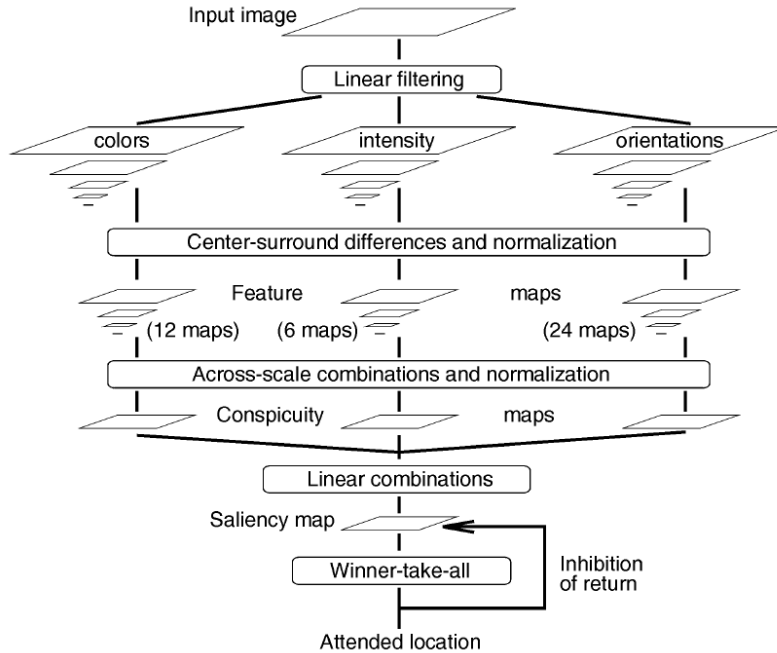 Input image
Linear filtering
colors intensity orientations
Center-surround differences and normalization
Feature maps
(12 maps) (6 maps) (24 maps)
Across-scale combinations and normalization
Conspicuity maps
Linear combinations
Saliency map
Winner-take-all
Inhibition
of return
Attended location